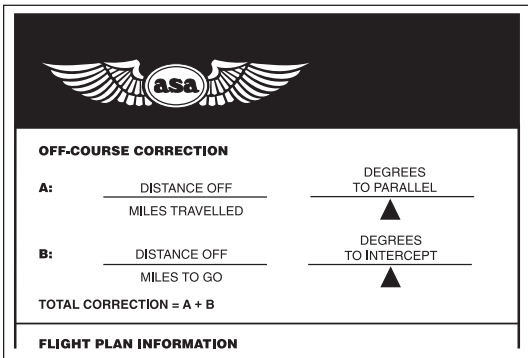 asa
OFF-COURSE CORRECTION
A: DISTANCE OFF DEGREES TO PARALLEL
MILES TRAVELLED
B: DISTANCE OFF DEGREES TO INTERCEPT
MILES TO GO
TOTAL CORRECTION = A + B
FLIGHT PLAN INFORMATION